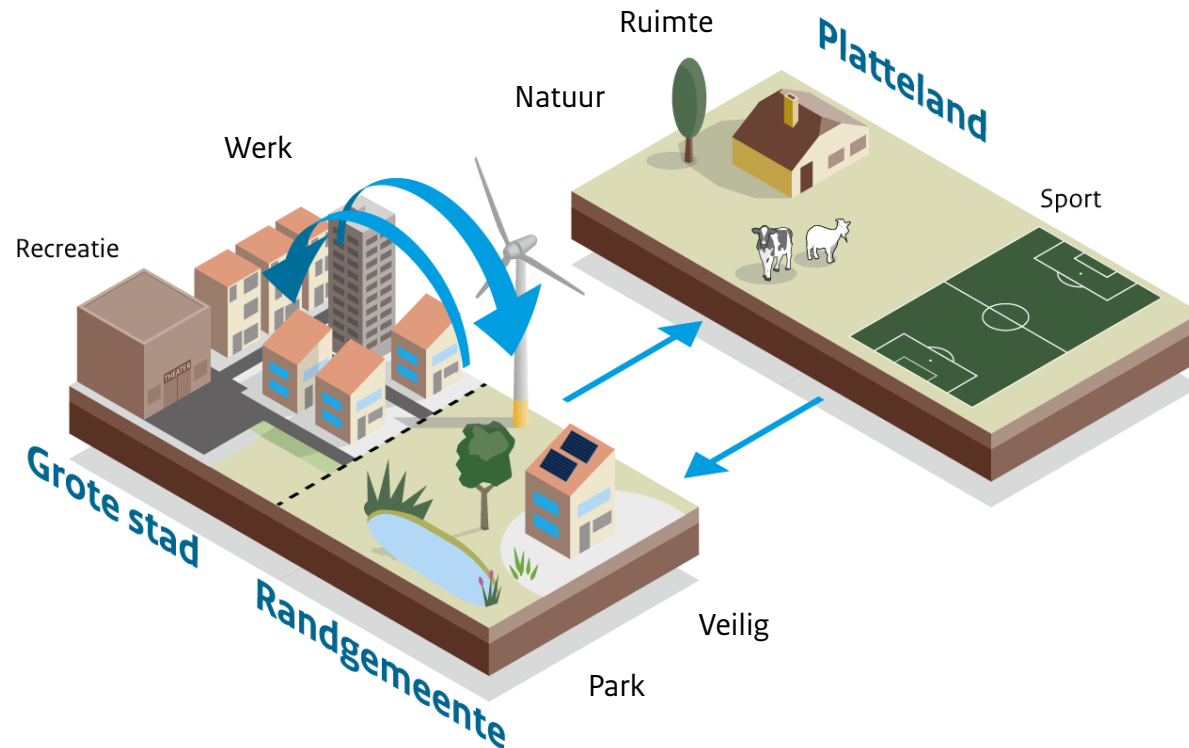 Ruimte
Platteland
Natuur
Werk
Sport
Recreatie
THEATER
Grote stad
Randgemeente
Veilig
Park